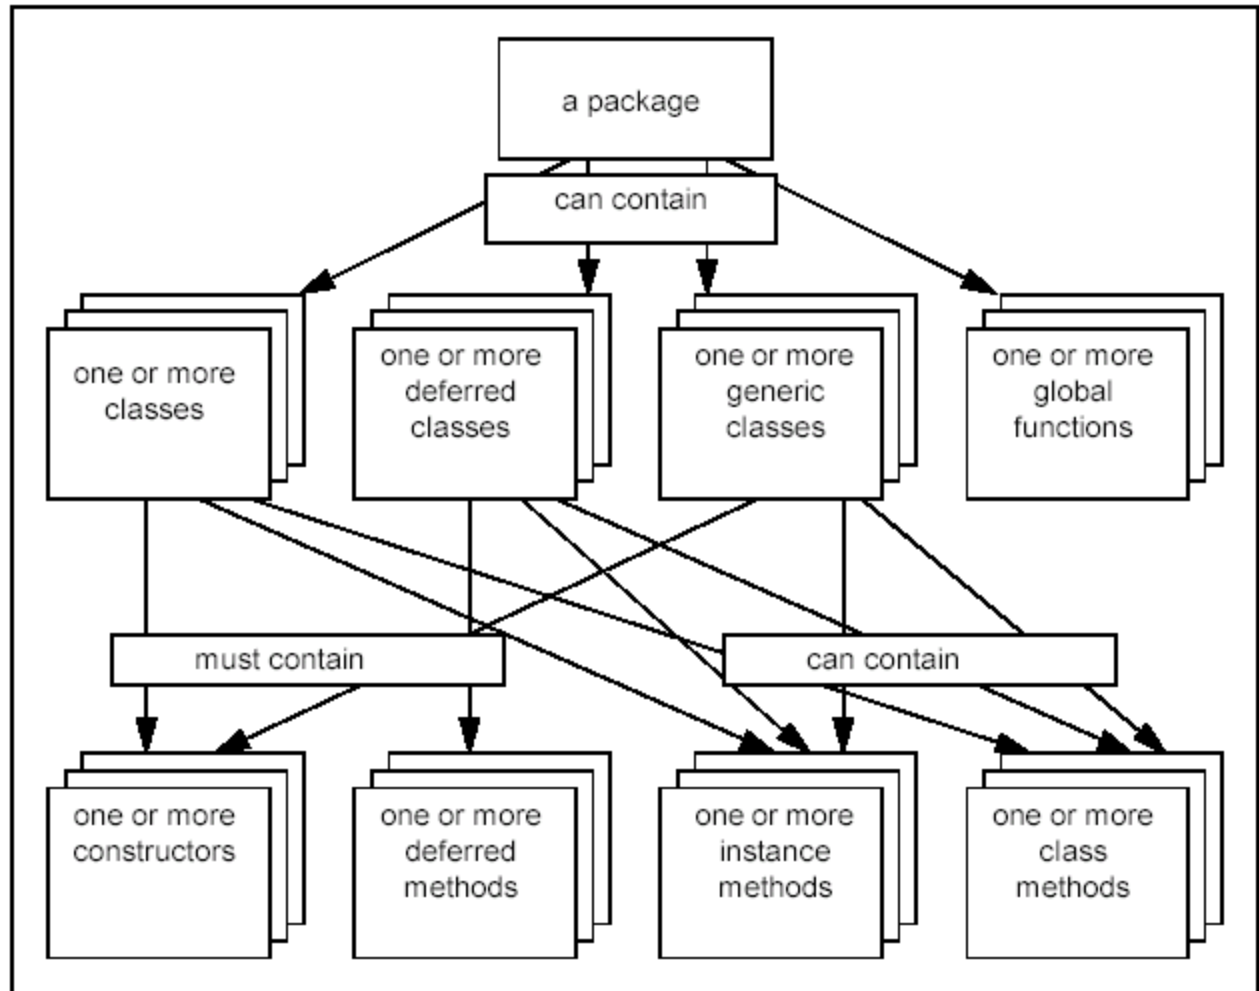 a package
can contain
one or more
classes
one or more
deferred
classes
one or more
generic
classes
one or more
global
functions
must contain
can contain
one or more
constructors
one or more
deferred
methods
one or more
instance
methods
one or more
class
methods